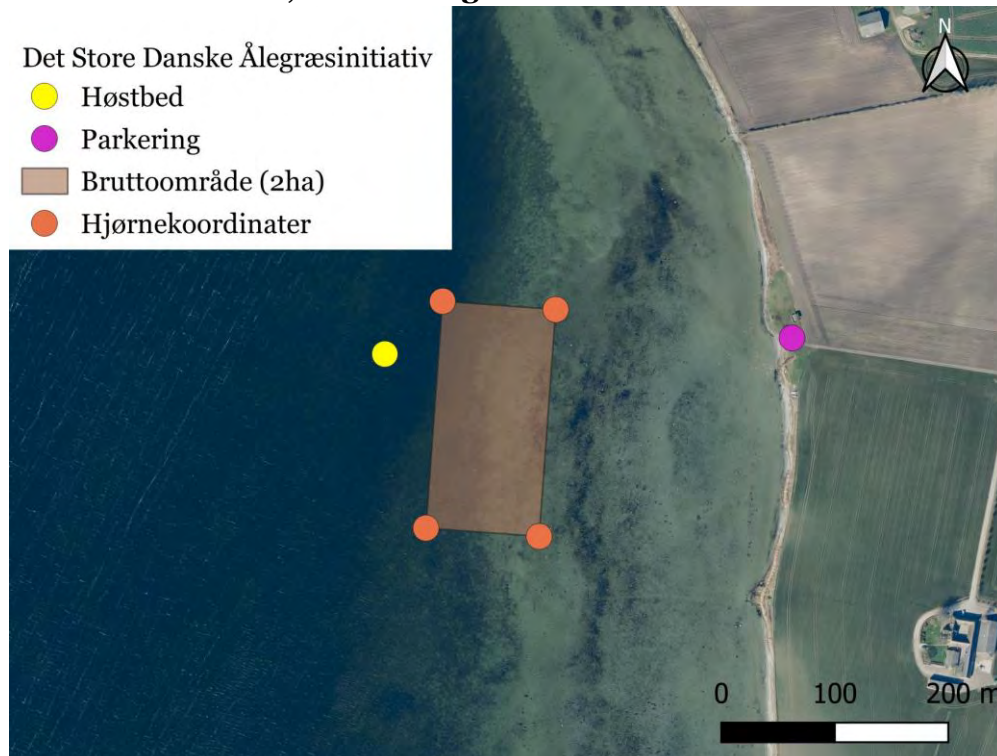 Det Store Danske Ålegræsinitiativ
Høstbed
Parkering
Bruttoområde (2ha)
Hjørnekoordinater
N
0 100 200 m